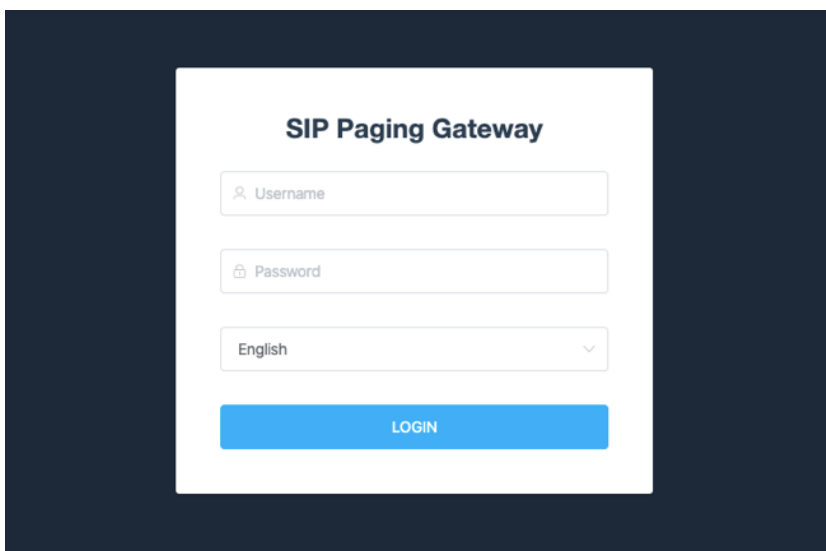 SIP Paging Gateway
Username
Password
English
LOGIN